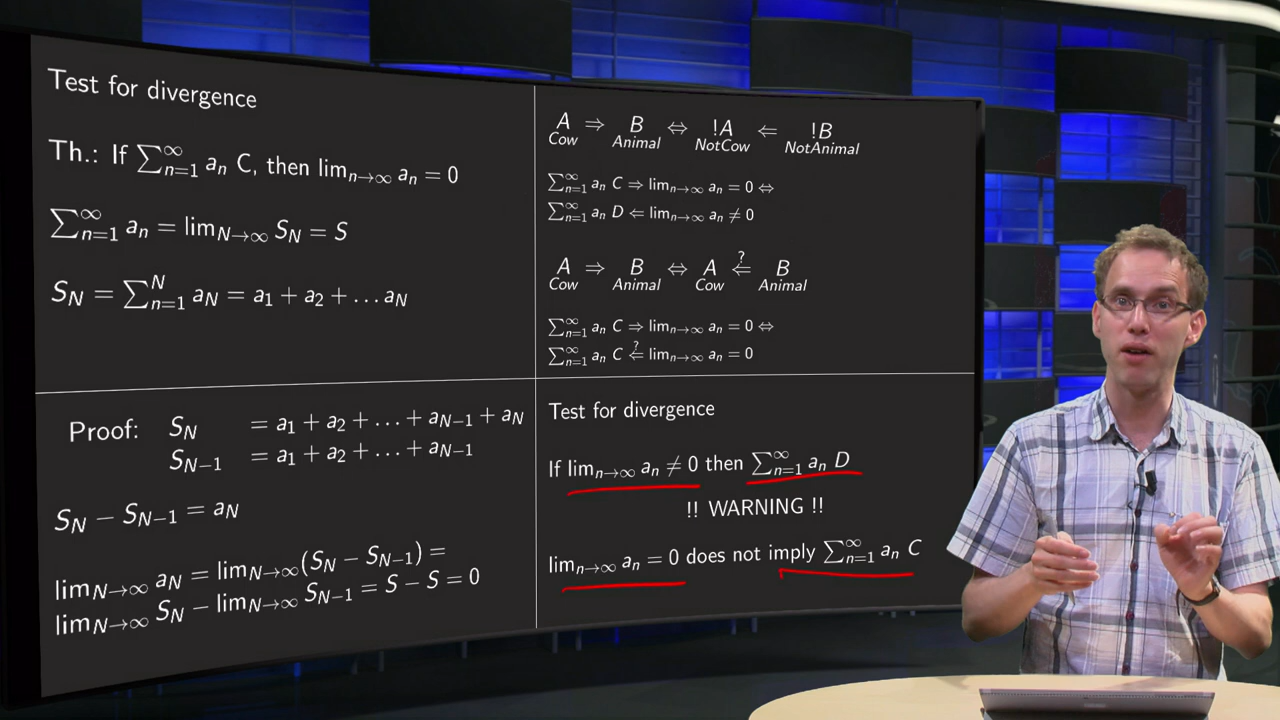 Test for divergence
Th.: If ∑_{n=1}^{∞} a_n C, then lim_{n→∞} a_n = 0
∑_{n=1}^{∞} a_n = lim_{N→∞} S_N = S
S_N = ∑_{n=1}^{N} a_N = a_1 + a_2 + … a_N
A ⇒ B ⇔ !A ⇐ !B
Cow Animal NotCow NotAnimal
∑_{n=1}^{∞} a_n C ⇒ lim_{n→∞} a_n = 0 ⇔
∑_{n=1}^{∞} a_n D ⇐ lim_{n→∞} a_n ≠ 0
A ⇒ B ⇔ A ?⇐ B
Cow Animal Cow Animal
∑_{n=1}^{∞} a_n C ⇒ lim_{n→∞} a_n = 0 ⇔
∑_{n=1}^{∞} a_n C ?⇐ lim_{n→∞} a_n = 0
Proof: S_N = a_1 + a_2 + … + a_{N−1} + a_N
S_{N−1} = a_1 + a_2 + … + a_{N−1}
S_N − S_{N−1} = a_N
lim_{N→∞} a_N = lim_{N→∞}(S_N − S_{N−1}) =
lim_{N→∞} S_N − lim_{N→∞} S_{N−1} = S − S = 0
Test for divergence
If lim_{n→∞} a_n ≠ 0 then ∑_{n=1}^{∞} a_n D
!! WARNING !!
lim_{n→∞} a_n = 0 does not imply ∑_{n=1}^{∞} a_n C